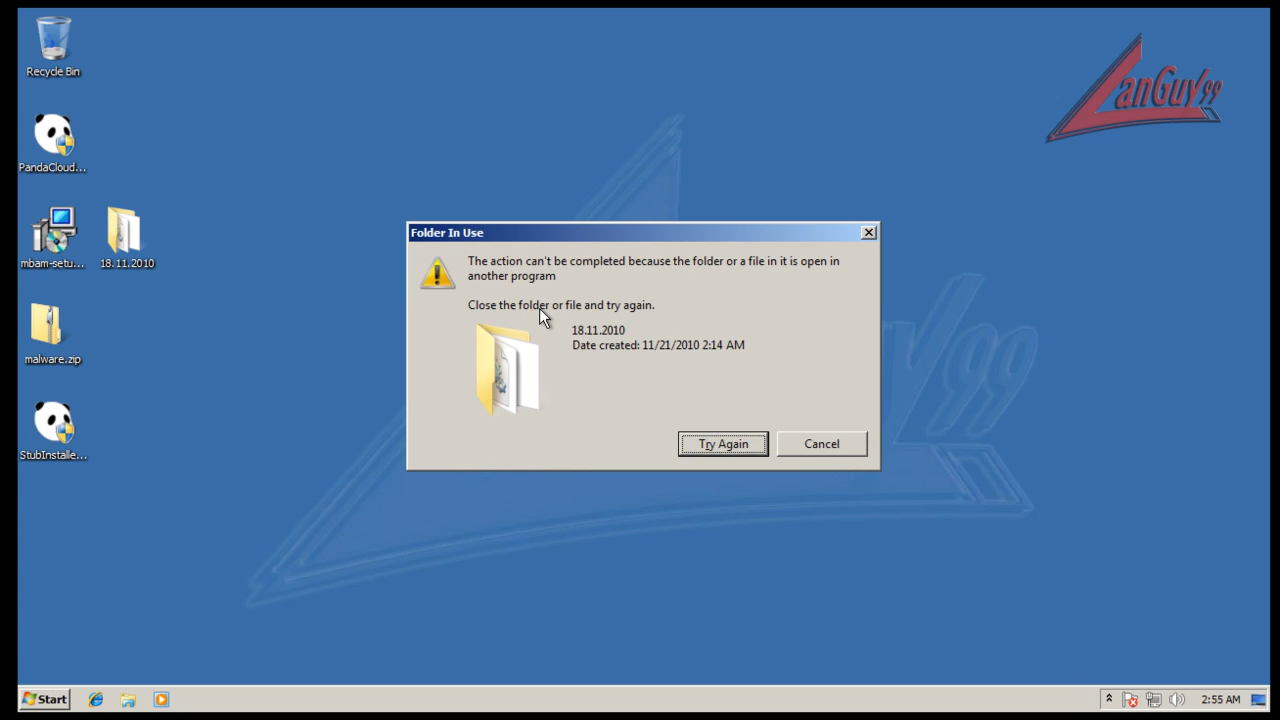 Recycle Bin
LanGuy99
PandaCloud...
mbam-setu...
18.11.2010
malware.zip
StubInstalle...
Folder In Use
The action can't be completed because the folder or a file in it is open in
another program
Close the folder or file and try again.
18.11.2010
Date created: 11/21/2010 2:14 AM
Try Again
Cancel
Start
2:55 AM